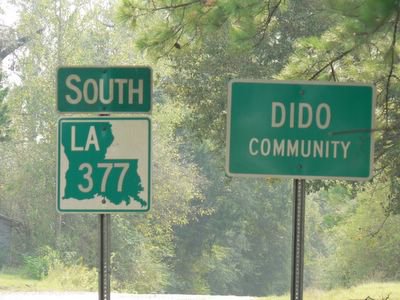 SOUTH
LA
377
DIDO
COMMUNITY